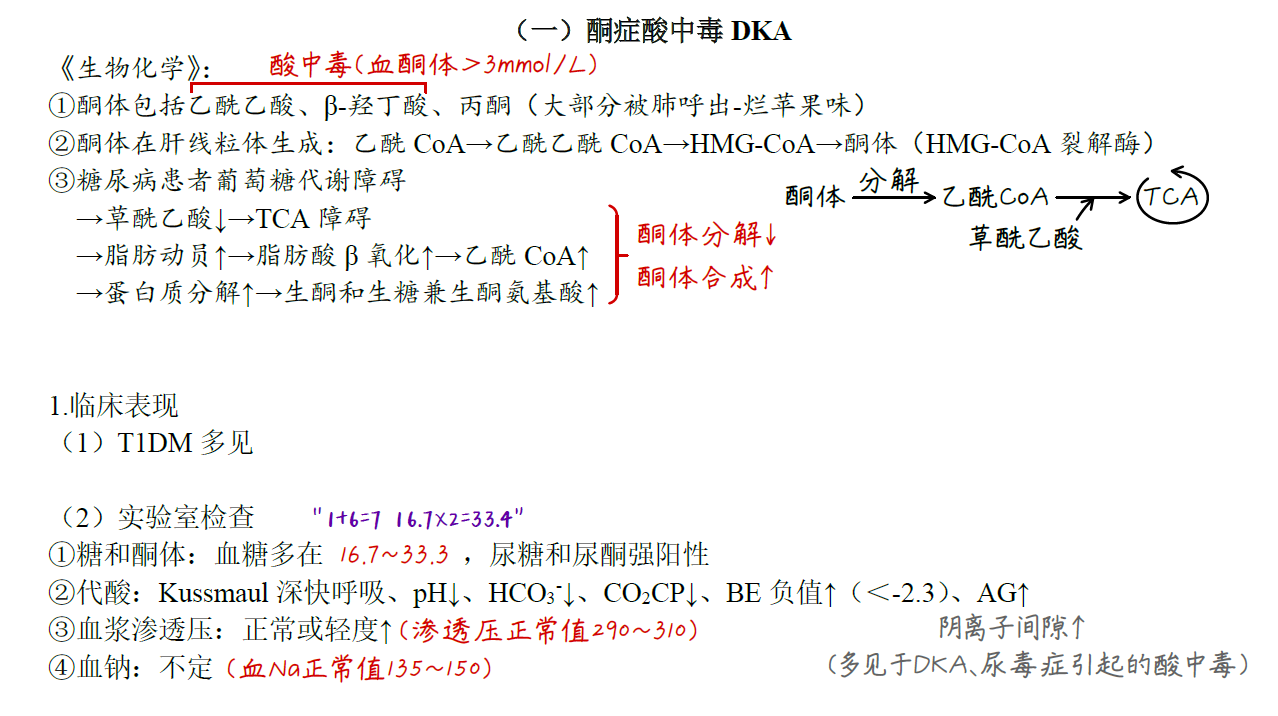 （一）酮症酸中毒 DKA
《生物化学》：
酸中毒(血酮体>3mmol/L)
①酮体包括乙酰乙酸、β-羟丁酸、丙酮（大部分被肺呼出-烂苹果味）
②酮体在肝线粒体生成：乙酰 CoA→乙酰乙酰 CoA→HMG-CoA→酮体（HMG-CoA 裂解酶）
③糖尿病患者葡萄糖代谢障碍
→草酰乙酸↓→TCA 障碍
→脂肪动员↑→脂肪酸 β 氧化↑→乙酰 CoA↑
→蛋白质分解↑→生酮和生糖兼生酮氨基酸↑
酮体分解↓
酮体合成↑
酮体 分解→ 乙酰CoA → TCA
草酰乙酸
1.临床表现
（1）T1DM 多见
（2）实验室检查 "1+6=7 16.7×2=33.4"
①糖和酮体：血糖多在 16.7~33.3 ，尿糖和尿酮强阳性
②代酸：Kussmaul 深快呼吸、pH↓、HCO₃⁻↓、CO₂CP↓、BE 负值↑（＜-2.3）、AG↑
③血浆渗透压：正常或轻度↑(渗透压正常值290~310)
阴离子间隙↑
④血钠：不定 (血Na正常值135~150)
(多见于DKA、尿毒症引起的酸中毒)